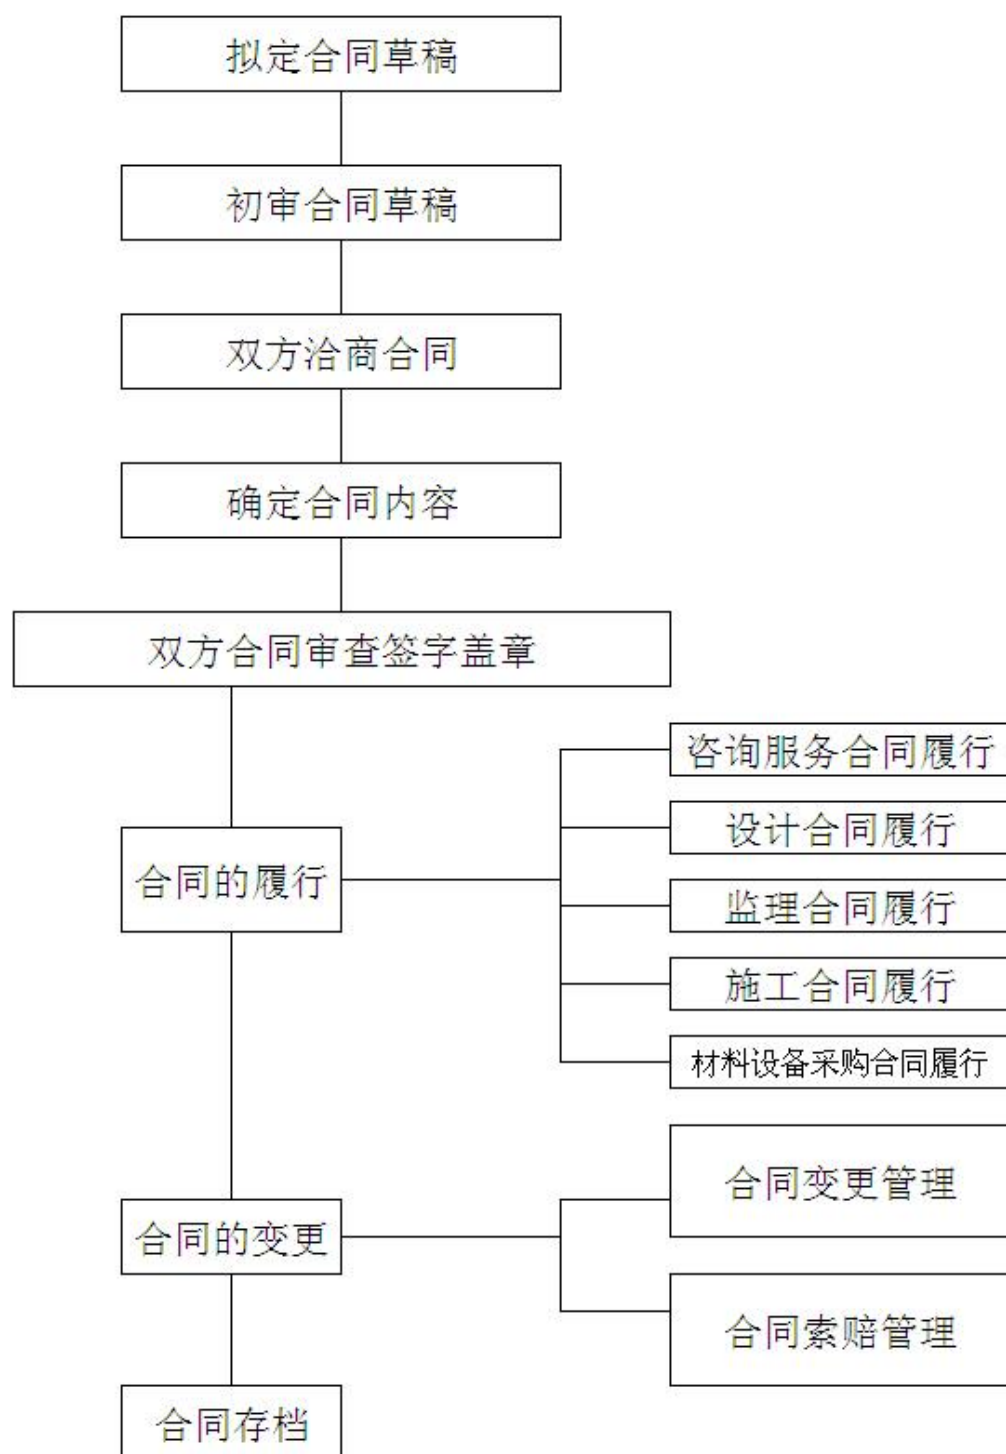 拟定合同草稿
初审合同草稿
双方洽商合同
确定合同内容
双方合同审查签字盖章
合同的履行
咨询服务合同履行
设计合同履行
监理合同履行
施工合同履行
材料设备采购合同履行
合同的变更
合同变更管理
合同索赔管理
合同存档